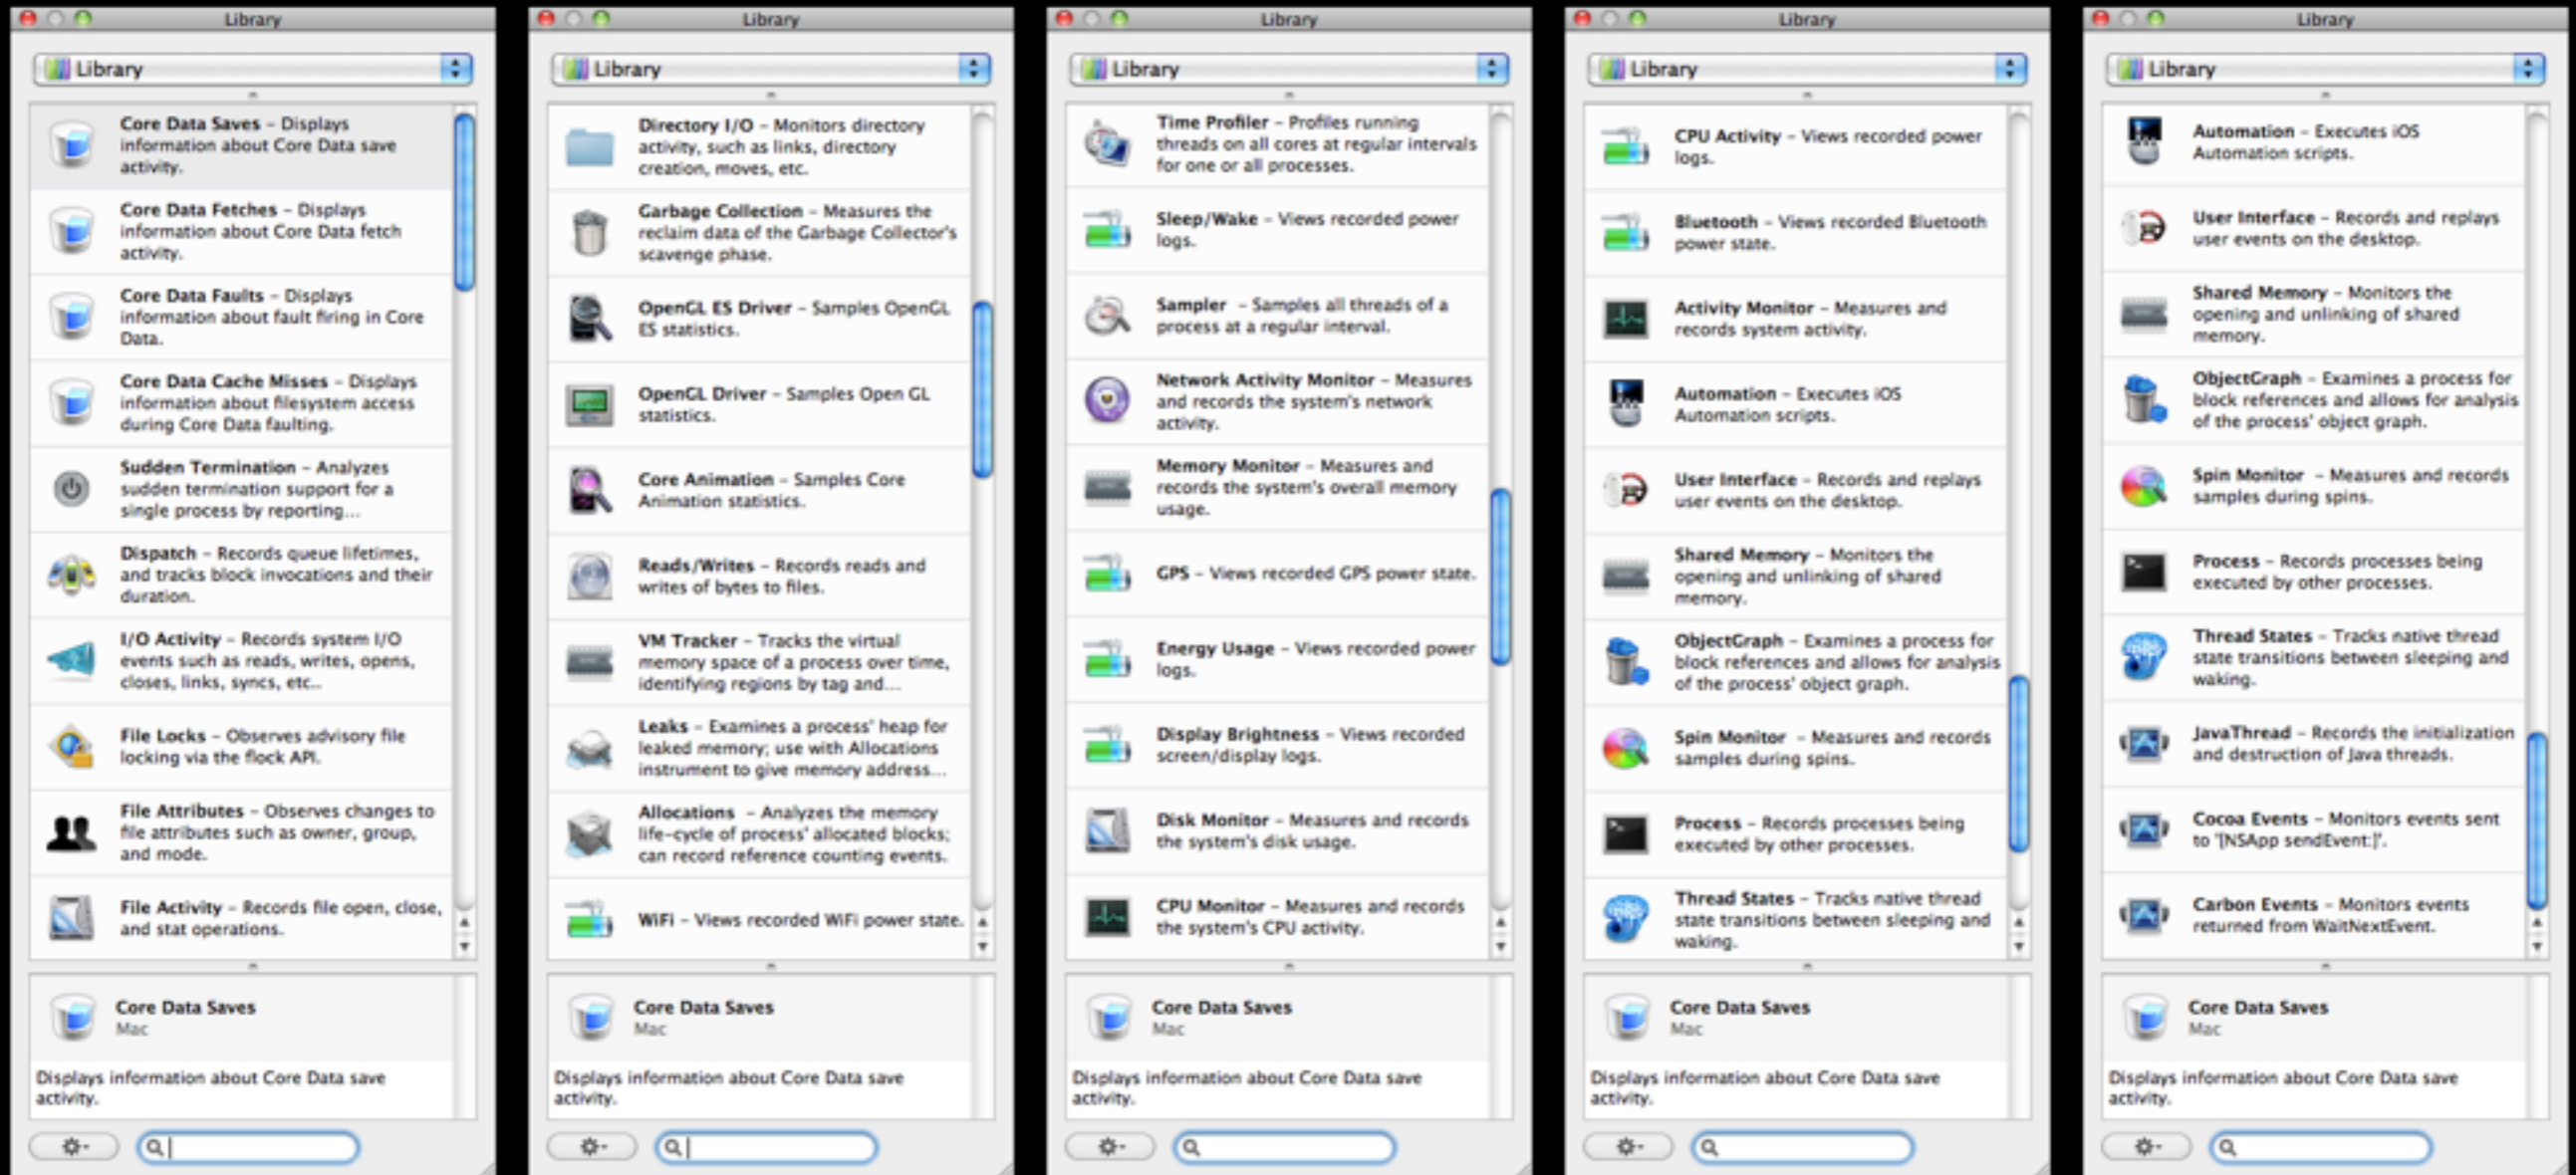 Library
Library
Core Data Saves – Displays
information about Core Data save
activity.
Core Data Fetches – Displays
information about Core Data fetch
activity.
Core Data Faults – Displays
information about fault firing in Core
Data.
Core Data Cache Misses – Displays
information about filesystem access
during Core Data faulting.
Sudden Termination – Analyzes
sudden termination support for a
single process by reporting...
Dispatch – Records queue lifetimes,
and tracks block invocations and their
duration.
I/O Activity – Records system I/O
events such as reads, writes, opens,
closes, links, syncs, etc..
File Locks – Observes advisory file
locking via the flock API.
File Attributes – Observes changes to
file attributes such as owner, group,
and mode.
File Activity – Records file open, close,
and stat operations.
Core Data Saves
Mac
Displays information about Core Data save
activity.
Library
Library
Directory I/O – Monitors directory
activity, such as links, directory
creation, moves, etc.
Garbage Collection – Measures the
reclaim data of the Garbage Collector's
scavenge phase.
OpenGL ES Driver – Samples OpenGL
ES statistics.
OpenGL Driver – Samples Open GL
statistics.
Core Animation – Samples Core
Animation statistics.
Reads/Writes – Records reads and
writes of bytes to files.
VM Tracker – Tracks the virtual
memory space of a process over time,
identifying regions by tag and...
Leaks – Examines a process' heap for
leaked memory; use with Allocations
instrument to give memory address...
Allocations – Analyzes the memory
life-cycle of process' allocated blocks;
can record reference counting events.
WiFi – Views recorded WiFi power state.
Core Data Saves
Mac
Displays information about Core Data save
activity.
Library
Library
Time Profiler – Profiles running
threads on all cores at regular intervals
for one or all processes.
Sleep/Wake – Views recorded power
logs.
Sampler – Samples all threads of a
process at a regular interval.
Network Activity Monitor – Measures
and records the system's network
activity.
Memory Monitor – Measures and
records the system's overall memory
usage.
GPS – Views recorded GPS power state.
Energy Usage – Views recorded power
logs.
Display Brightness – Views recorded
screen/display logs.
Disk Monitor – Measures and records
the system's disk usage.
CPU Monitor – Measures and records
the system's CPU activity.
Core Data Saves
Mac
Displays information about Core Data save
activity.
Library
Library
CPU Activity – Views recorded power
logs.
Bluetooth – Views recorded Bluetooth
power state.
Activity Monitor – Measures and
records system activity.
Automation – Executes iOS
Automation scripts.
User Interface – Records and replays
user events on the desktop.
Shared Memory – Monitors the
opening and unlinking of shared
memory.
ObjectGraph – Examines a process for
block references and allows for analysis
of the process' object graph.
Spin Monitor – Measures and records
samples during spins.
Process – Records processes being
executed by other processes.
Thread States – Tracks native thread
state transitions between sleeping and
waking.
Core Data Saves
Mac
Displays information about Core Data save
activity.
Library
Library
Automation – Executes iOS
Automation scripts.
User Interface – Records and replays
user events on the desktop.
Shared Memory – Monitors the
opening and unlinking of shared
memory.
ObjectGraph – Examines a process for
block references and allows for analysis
of the process' object graph.
Spin Monitor – Measures and records
samples during spins.
Process – Records processes being
executed by other processes.
Thread States – Tracks native thread
state transitions between sleeping and
waking.
JavaThread – Records the initialization
and destruction of Java threads.
Cocoa Events – Monitors events sent
to '[NSApp sendEvent:]'.
Carbon Events – Monitors events
returned from WaitNextEvent.
Core Data Saves
Mac
Displays information about Core Data save
activity.